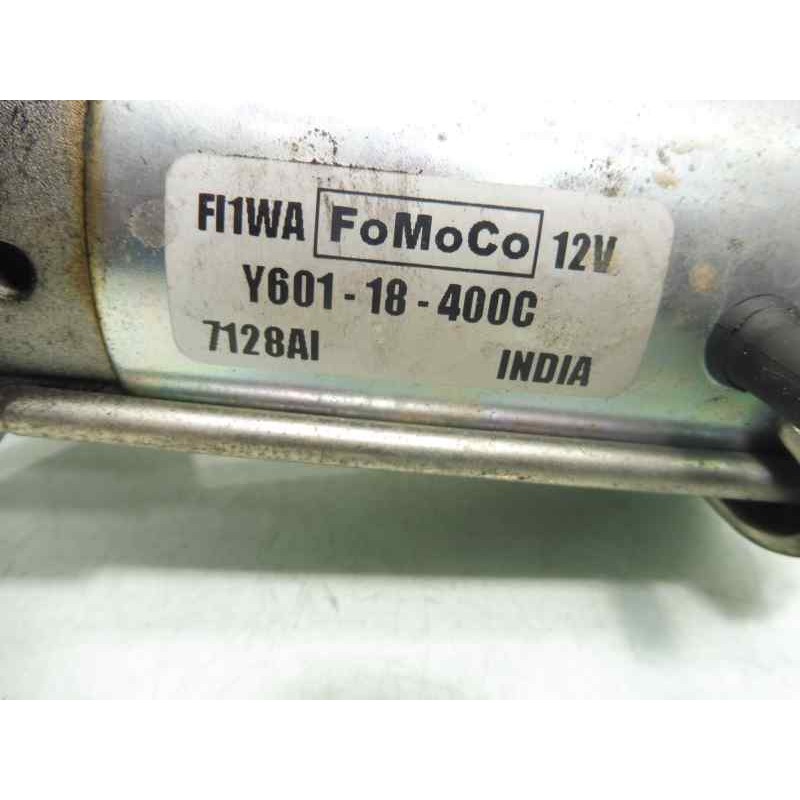 FI1WA FoMoCo 12V
Y601 - 18 - 400C
7128AI INDIA